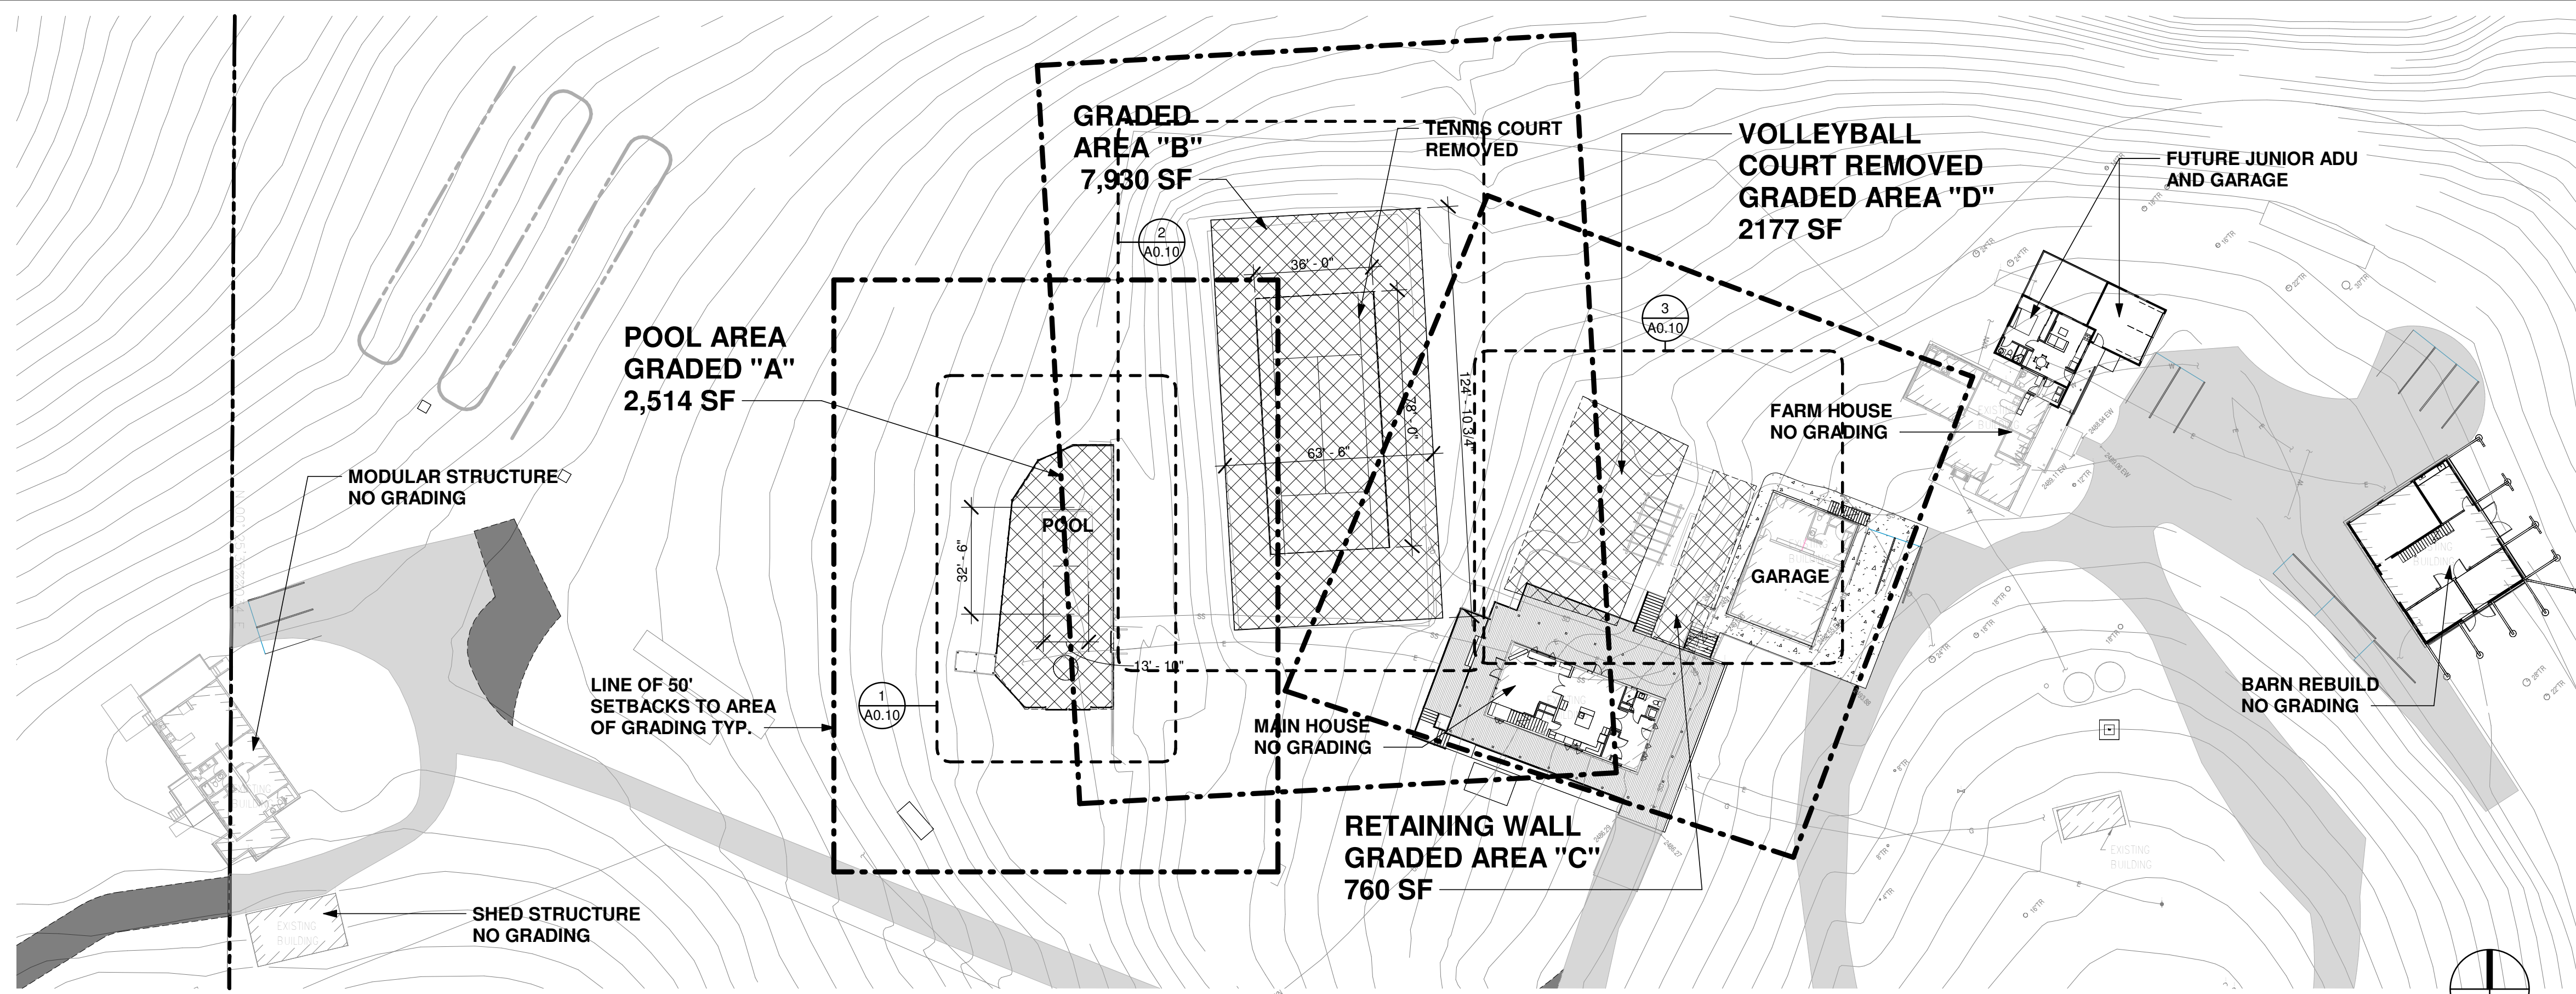 GRADED
AREA "B"
7,930 SF
TENNIS COURT
REMOVED
VOLLEYBALL
COURT REMOVED
GRADED AREA "D"
2177 SF
FUTURE JUNIOR ADU
AND GARAGE
2
A0.10
36' - 0"
3
A0.10
POOL AREA
GRADED "A"
2,514 SF
124' - 10 3/4"
78' - 0"
63' - 6"
FARM HOUSE
NO GRADING
MODULAR STRUCTURE
NO GRADING
POOL
32' - 6"
GARAGE
13' - 10"
LINE OF 50'
SETBACKS TO AREA
OF GRADING TYP.
1
A0.10
MAIN HOUSE
NO GRADING
BARN REBUILD
NO GRADING
RETAINING WALL
GRADED AREA "C"
760 SF
EXISTING
BUILDING
SHED STRUCTURE
NO GRADING
EXISTING
BUILDING